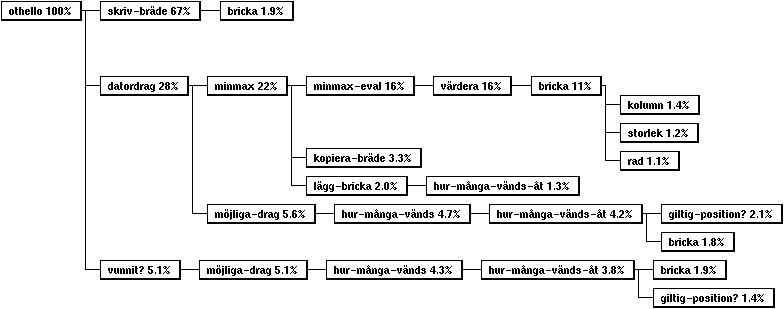 othello 100%
skriv-bräde 67%
bricka 1.9%
datordrag 28%
minmax 22%
minmax-eval 16%
värdera 16%
bricka 11%
kolumn 1.4%
storlek 1.2%
rad 1.1%
kopiera-bräde 3.3%
lägg-bricka 2.0%
hur-många-vänds-åt 1.3%
möjliga-drag 5.6%
hur-många-vänds 4.7%
hur-många-vänds-åt 4.2%
giltig-position? 2.1%
bricka 1.8%
vunnit? 5.1%
möjliga-drag 5.1%
hur-många-vänds 4.3%
hur-många-vänds-åt 3.8%
bricka 1.9%
giltig-position? 1.4%